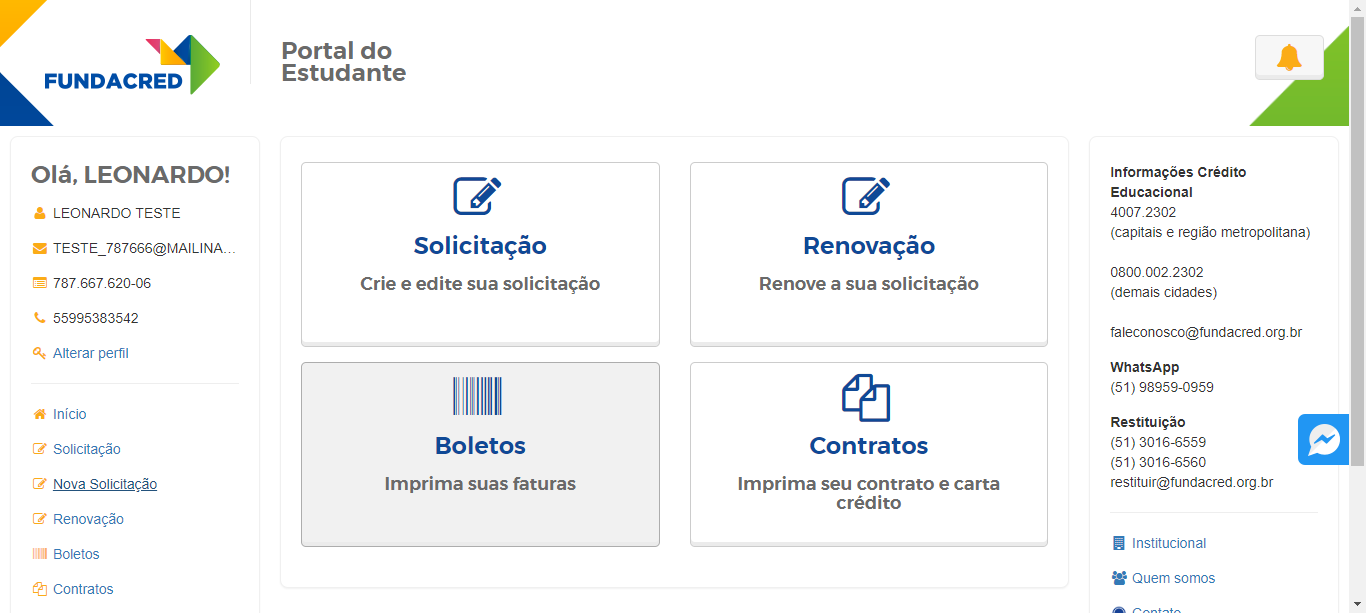 FUNDACRED
Portal do
Estudante
Olá, LEONARDO!
LEONARDO TESTE
TESTE_787666@MAILINA...
787.667.620-06
55995383542
Alterar perfil
Início
Solicitação
Nova Solicitação
Renovação
Boletos
Contratos
Solicitação
Crie e edite sua solicitação
Renovação
Renove a sua solicitação
Boletos
Imprima suas faturas
Contratos
Imprima seu contrato e carta
crédito
Informações Crédito
Educacional
4007.2302
(capitais e região metropolitana)
0800.002.2302
(demais cidades)
faleconosco@fundacred.org.br
WhatsApp
(51) 98959-0959
Restituição
(51) 3016-6559
(51) 3016-6560
restituir@fundacred.org.br
Institucional
Quem somos
Contato